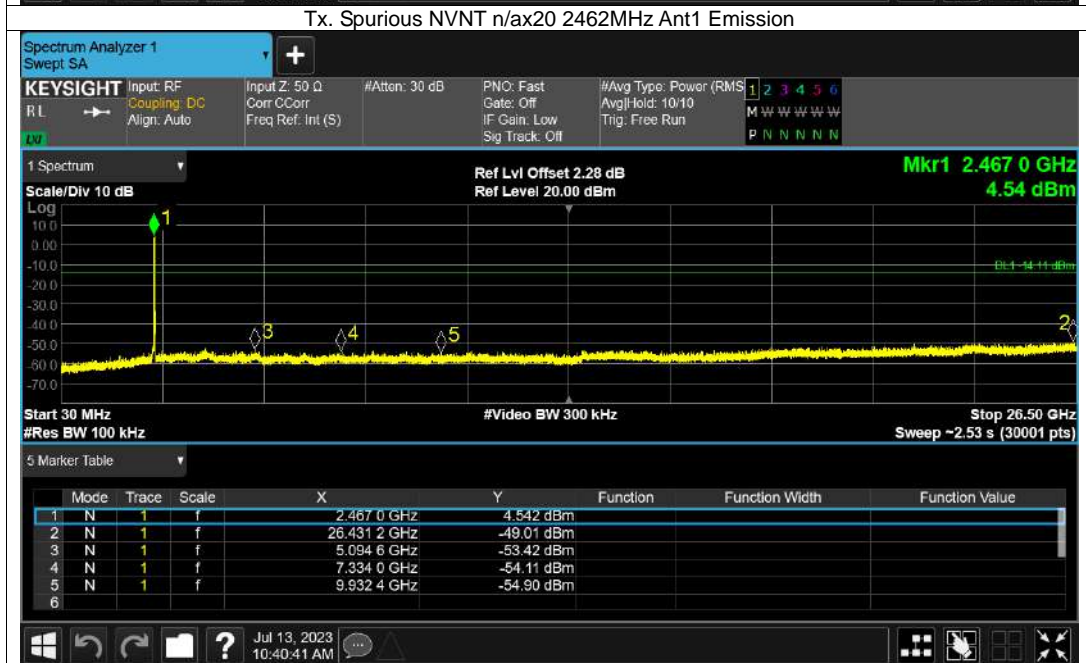 Tx. Spurious NVNT n/ax20 2462MHz Ant1 Emission
Spectrum Analyzer 1
Swept SA
+
KEYSIGHT Input: RF Input Z: 50 Ω #Atten: 30 dB PNO: Fast #Avg Type: Power (RMS 1 2 3 4 5 6
RL Coupling: DC Corr CCorr Gate: Off Avg|Hold: 10/10 M W W W W W
Align: Auto Freq Ref: Int (S) IF Gain: Low Trig: Free Run
LXI Sig Track: Off P N N N N N
1 Spectrum Ref Lvl Offset 2.28 dB Mkr1 2.467 0 GHz
Scale/Div 10 dB Ref Level 20.00 dBm 4.54 dBm
Log
10.0 1
0.00
-10.0 DL1 -14.11 dBm
-20.0
-30.0
-40.0 3 4 5 2
-50.0
-60.0
-70.0
Start 30 MHz #Video BW 300 kHz Stop 26.50 GHz
#Res BW 100 kHz Sweep ~2.53 s (30001 pts)
5 Marker Table
Mode Trace Scale X Y Function Function Width Function Value
1 N 1 f 2.467 0 GHz 4.542 dBm
2 N 1 f 26.431 2 GHz -49.01 dBm
3 N 1 f 5.094 6 GHz -53.42 dBm
4 N 1 f 7.334 0 GHz -54.11 dBm
5 N 1 f 9.932 4 GHz -54.90 dBm
6
? Jul 13, 2023
10:40:41 AM